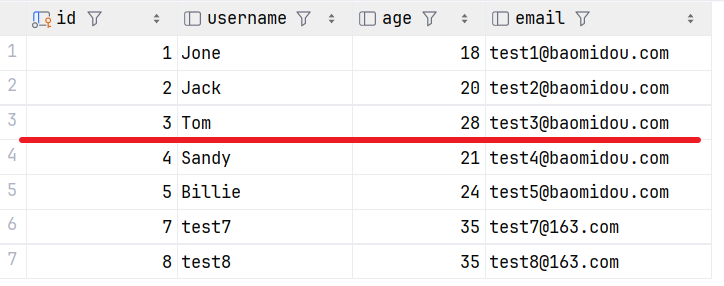 id username age email
1 1 Jone 18 test1@baomidou.com
2 2 Jack 20 test2@baomidou.com
3 3 Tom 28 test3@baomidou.com
4 4 Sandy 21 test4@baomidou.com
5 5 Billie 24 test5@baomidou.com
6 7 test7 35 test7@163.com
7 8 test8 35 test8@163.com